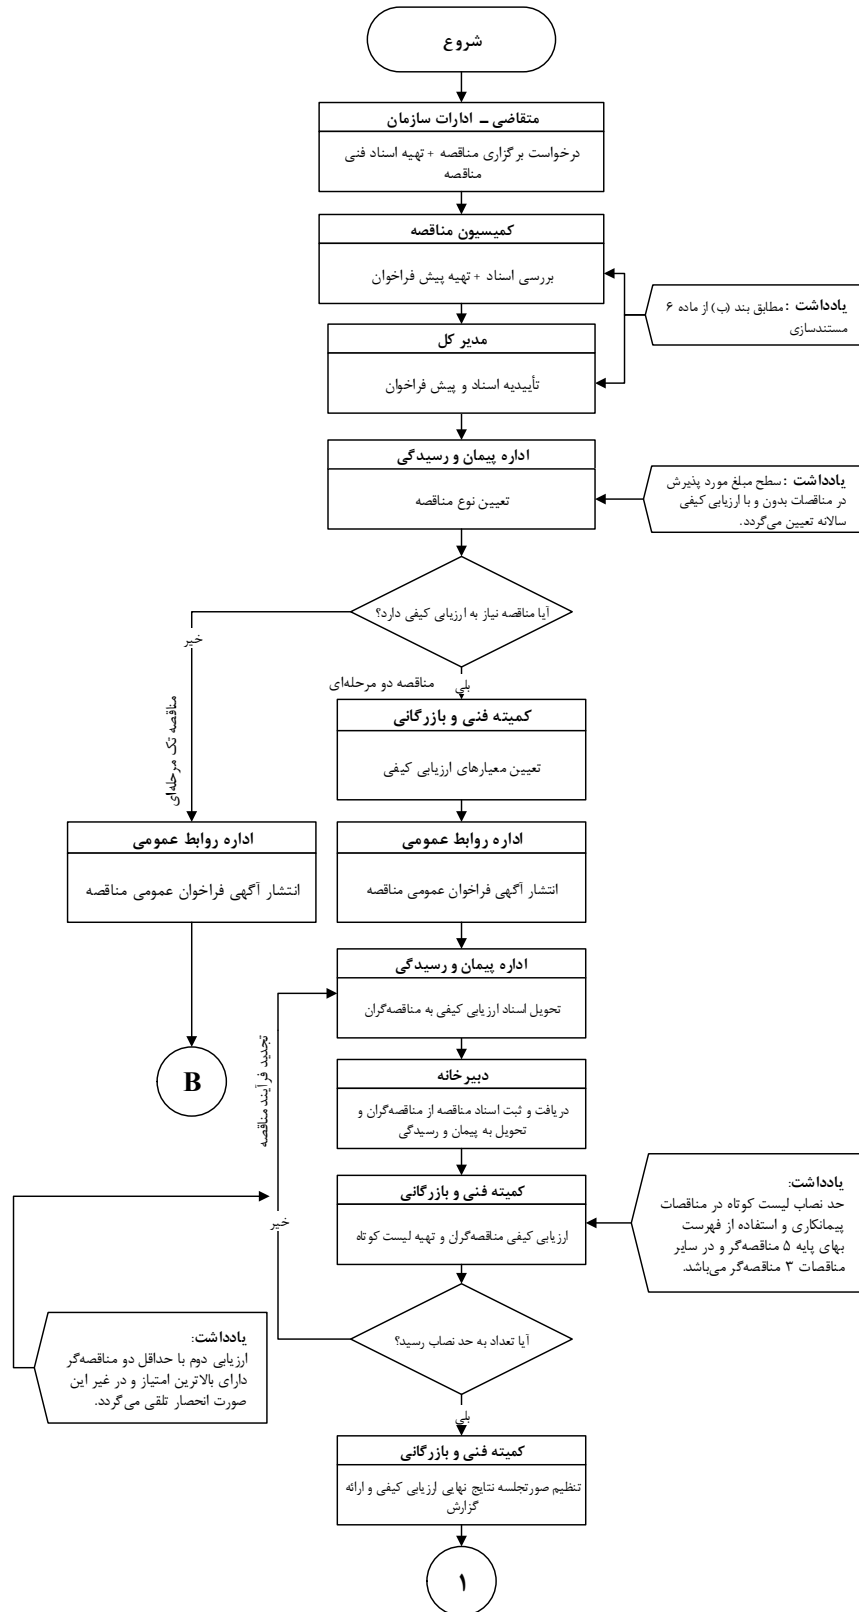 شروع
متقاضی – ادارات سازمان
درخواست برگزاری مناقصه + تهیه اسناد فنی
مناقصه
کمیسیون مناقصه
بررسی اسناد + تهیه پیش فراخوان
یادداشت : مطابق بند (ب) از ماده ۶
مستندسازی
مدیر کل
تأییدیه اسناد و پیش فراخوان
اداره پیمان و رسیدگی
تعیین نوع مناقصه
یادداشت : سطح مبلغ مورد پذیرش
در مناقصات بدون و با ارزیابی کیفی
سالانه تعیین می‌گردد.
آیا مناقصه نیاز به ارزیابی کیفی دارد؟
خیر
بلی
مناقصه دو مرحله‌ای
مناقصه تک مرحله‌ای
کمیته فنی و بازرگانی
تعیین معیارهای ارزیابی کیفی
اداره روابط عمومی
انتشار آگهی فراخوان عمومی مناقصه
اداره روابط عمومی
انتشار آگهی فراخوان عمومی مناقصه
اداره پیمان و رسیدگی
تحویل اسناد ارزیابی کیفی به مناقصه‌گران
B
تجدید فرآیند مناقصه
دبیرخانه
دریافت و ثبت اسناد مناقصه از مناقصه‌گران و
تحویل به پیمان و رسیدگی
کمیته فنی و بازرگانی
ارزیابی کیفی مناقصه‌گران و تهیه لیست کوتاه
یادداشت:
حد نصاب لیست کوتاه در مناقصات
پیمانکاری و استفاده از فهرست
بهای پایه ۵ مناقصه‌گر و در سایر
مناقصات ۳ مناقصه‌گر می‌باشد.
خیر
آیا تعداد به حد نصاب رسید؟
یادداشت:
ارزیابی دوم با حداقل دو مناقصه‌گر
دارای بالاترین امتیاز و در غیر این
صورت انحصار تلقی می‌گردد.
بلی
کمیته فنی و بازرگانی
تنظیم صورتجلسه نتایج نهایی ارزیابی کیفی و ارائه
گزارش
۱